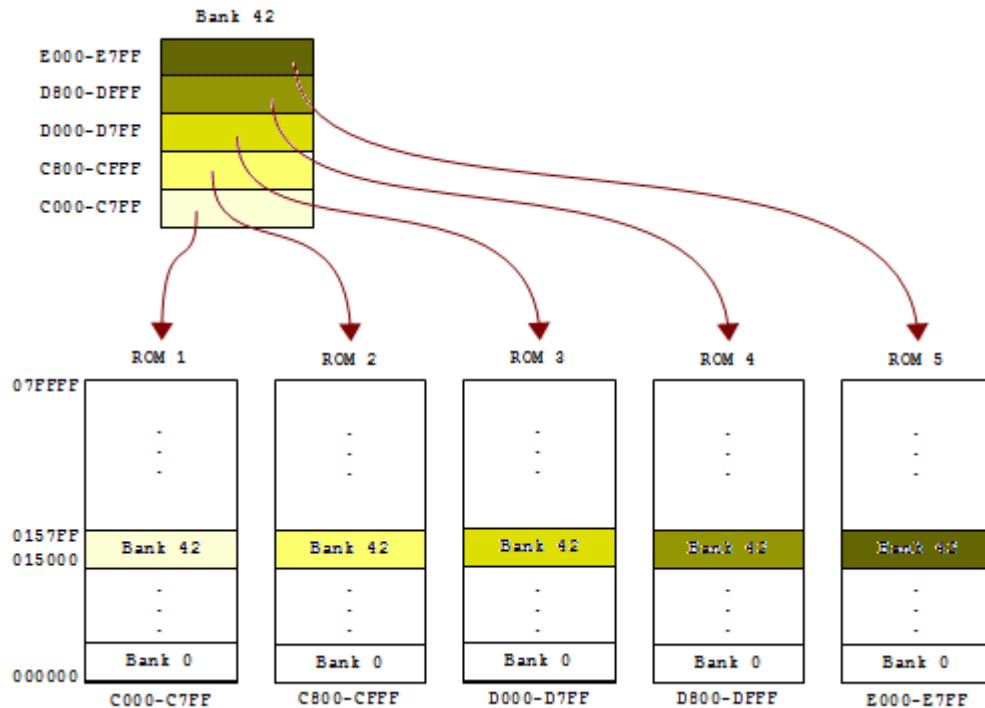 Bank 42
E000-E7FF
D800-DFFF
D000-D7FF
C800-CFFF
C000-C7FF
ROM 1 ROM 2 ROM 3 ROM 4 ROM 5
07FFFF
0157FF
Bank 42 Bank 42 Bank 42 Bank 42 Bank 42
015000
Bank 0 Bank 0 Bank 0 Bank 0 Bank 0
000000
C000-C7FF C800-CFFF D000-D7FF D800-DFFF E000-E7FF